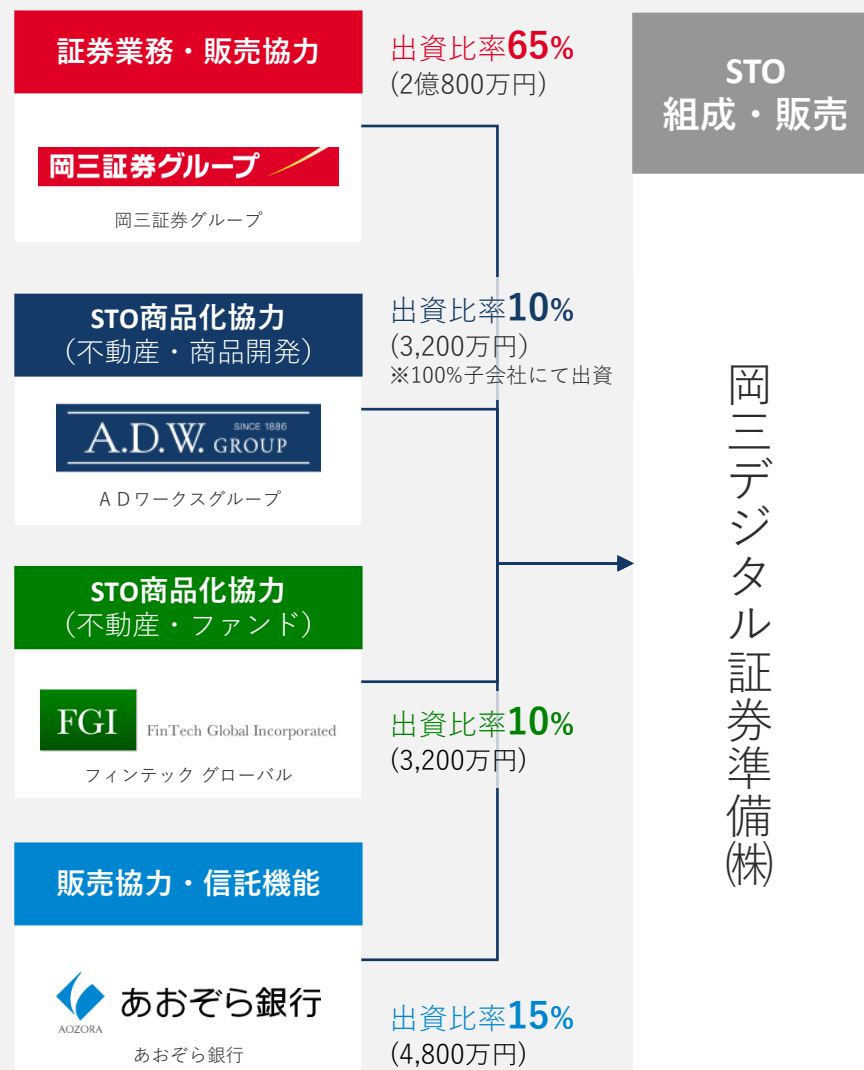 証券業務・販売協力
岡三証券グループ
岡三証券グループ
出資比率65%
(2億800万円)
STO商品化協力
(不動産・商品開発)
A.D.W. GROUP
SINCE 1886
ＡＤワークスグループ
出資比率10%
(3,200万円)
※100%子会社にて出資
STO商品化協力
(不動産・ファンド)
FGI FinTech Global Incorporated
フィンテック グローバル
出資比率10%
(3,200万円)
販売協力・信託機能
あおぞら銀行
AOZORA
あおぞら銀行
出資比率15%
(4,800万円)
STO
組成・販売
岡三デジタル証券準備㈱